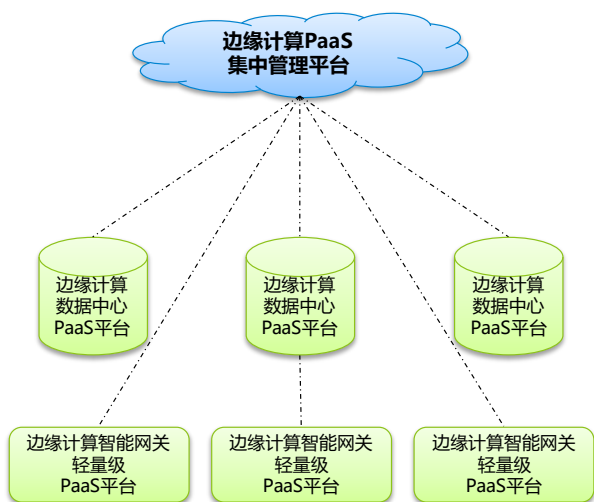 边缘计算PaaS
集中管理平台
边缘计算
数据中心
PaaS平台
边缘计算
数据中心
PaaS平台
边缘计算
数据中心
PaaS平台
边缘计算智能网关
轻量级
PaaS平台
边缘计算智能网关
轻量级
PaaS平台
边缘计算智能网关
轻量级
PaaS平台